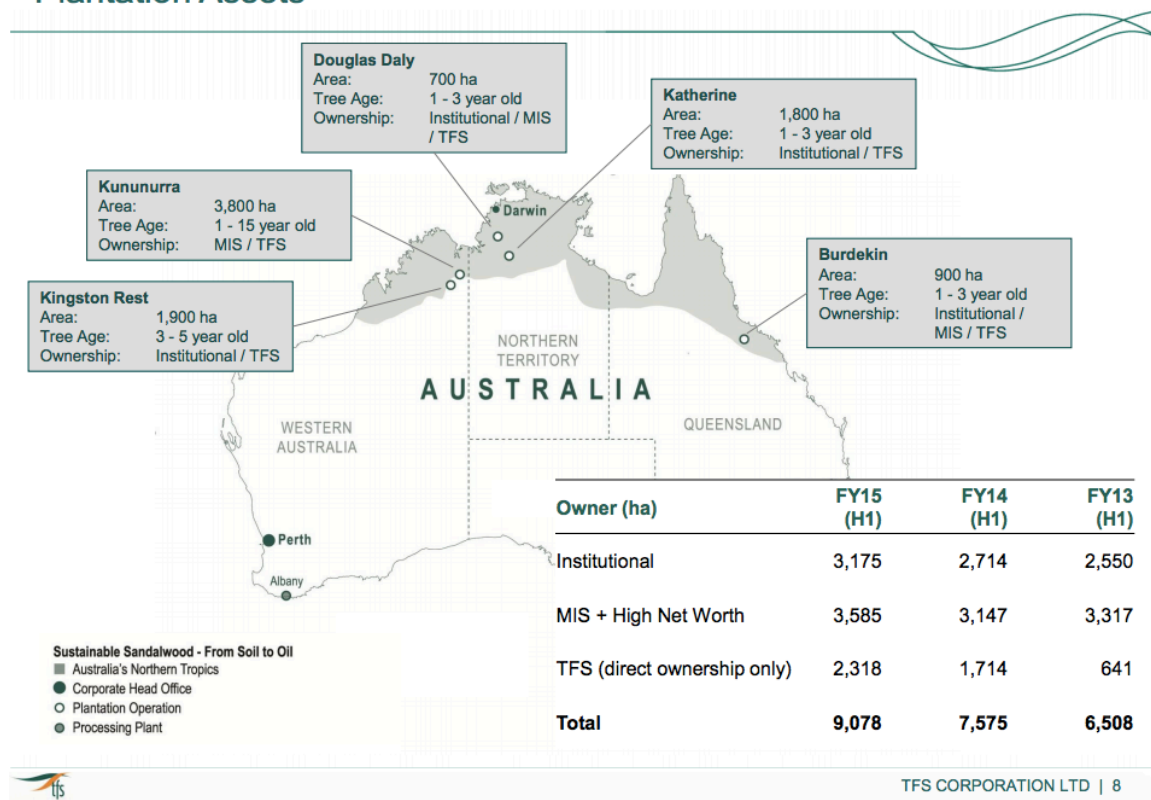 Plantation Assets
Douglas Daly
Area: 700 ha
Tree Age: 1 - 3 year old
Ownership: Institutional / MIS
/ TFS
Katherine
Area: 1,800 ha
Tree Age: 1 - 3 year old
Ownership: Institutional / TFS
Kununurra
Area: 3,800 ha
Tree Age: 1 - 15 year old
Ownership: MIS / TFS
Darwin
Burdekin
Area: 900 ha
Tree Age: 1 - 3 year old
Ownership: Institutional /
MIS / TFS
Kingston Rest
Area: 1,900 ha
Tree Age: 3 - 5 year old
Ownership: Institutional / TFS
NORTHERN
TERRITORY
AUSTRALIA
WESTERN
AUSTRALIA
QUEENSLAND
Perth
Albany
Owner (ha) FY15 (H1) FY14 (H1) FY13 (H1)
Institutional 3,175 2,714 2,550
MIS + High Net Worth 3,585 3,147 3,317
TFS (direct ownership only) 2,318 1,714 641
Total 9,078 7,575 6,508
Sustainable Sandalwood - From Soil to Oil
Australia's Northern Tropics
Corporate Head Office
Plantation Operation
Processing Plant
tfs
TFS CORPORATION LTD | 8